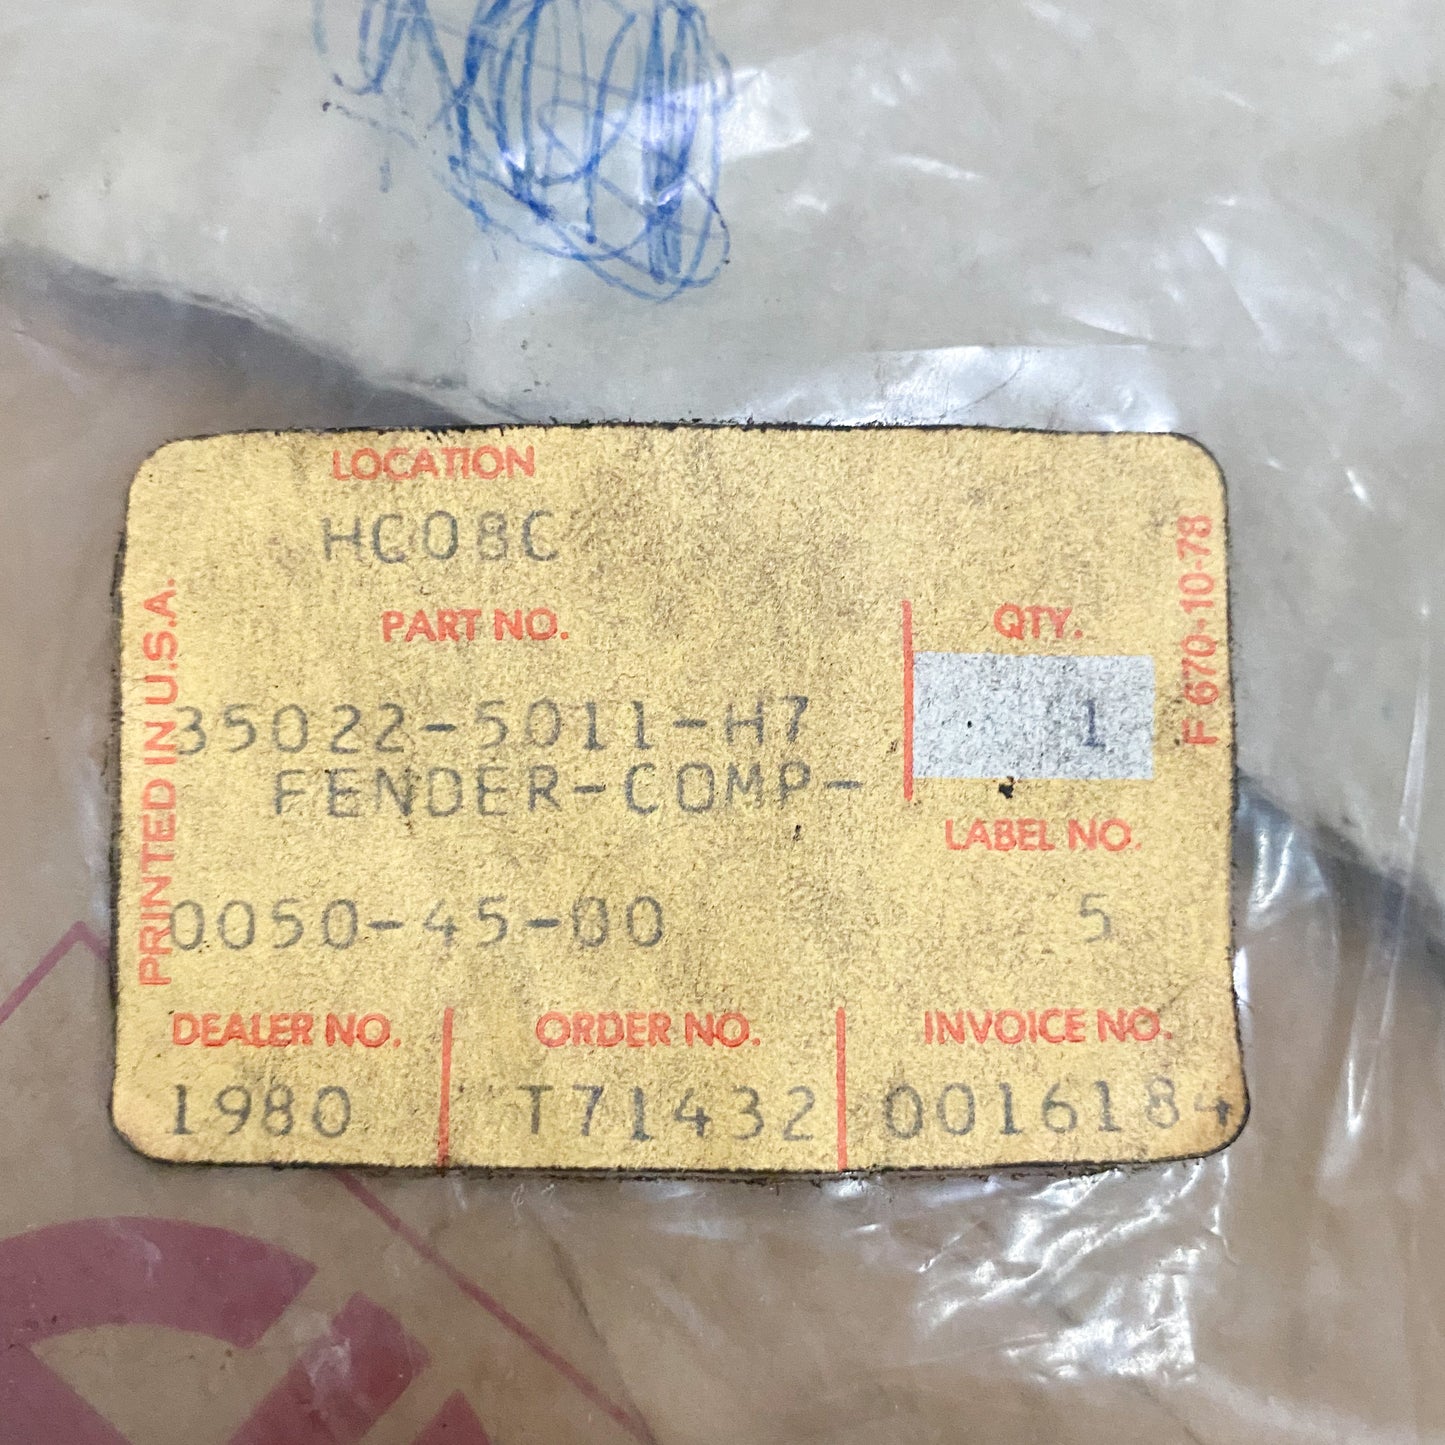 LOCATION
HC08C
PART NO.
QTY.
35022-5011-H7
1
FENDER-COMP-
LABEL NO.
0050-45-00
5
DEALER NO.
ORDER NO.
INVOICE NO.
1980
T71432
0016184
PRINTED IN U.S.A.
F 670-10-78